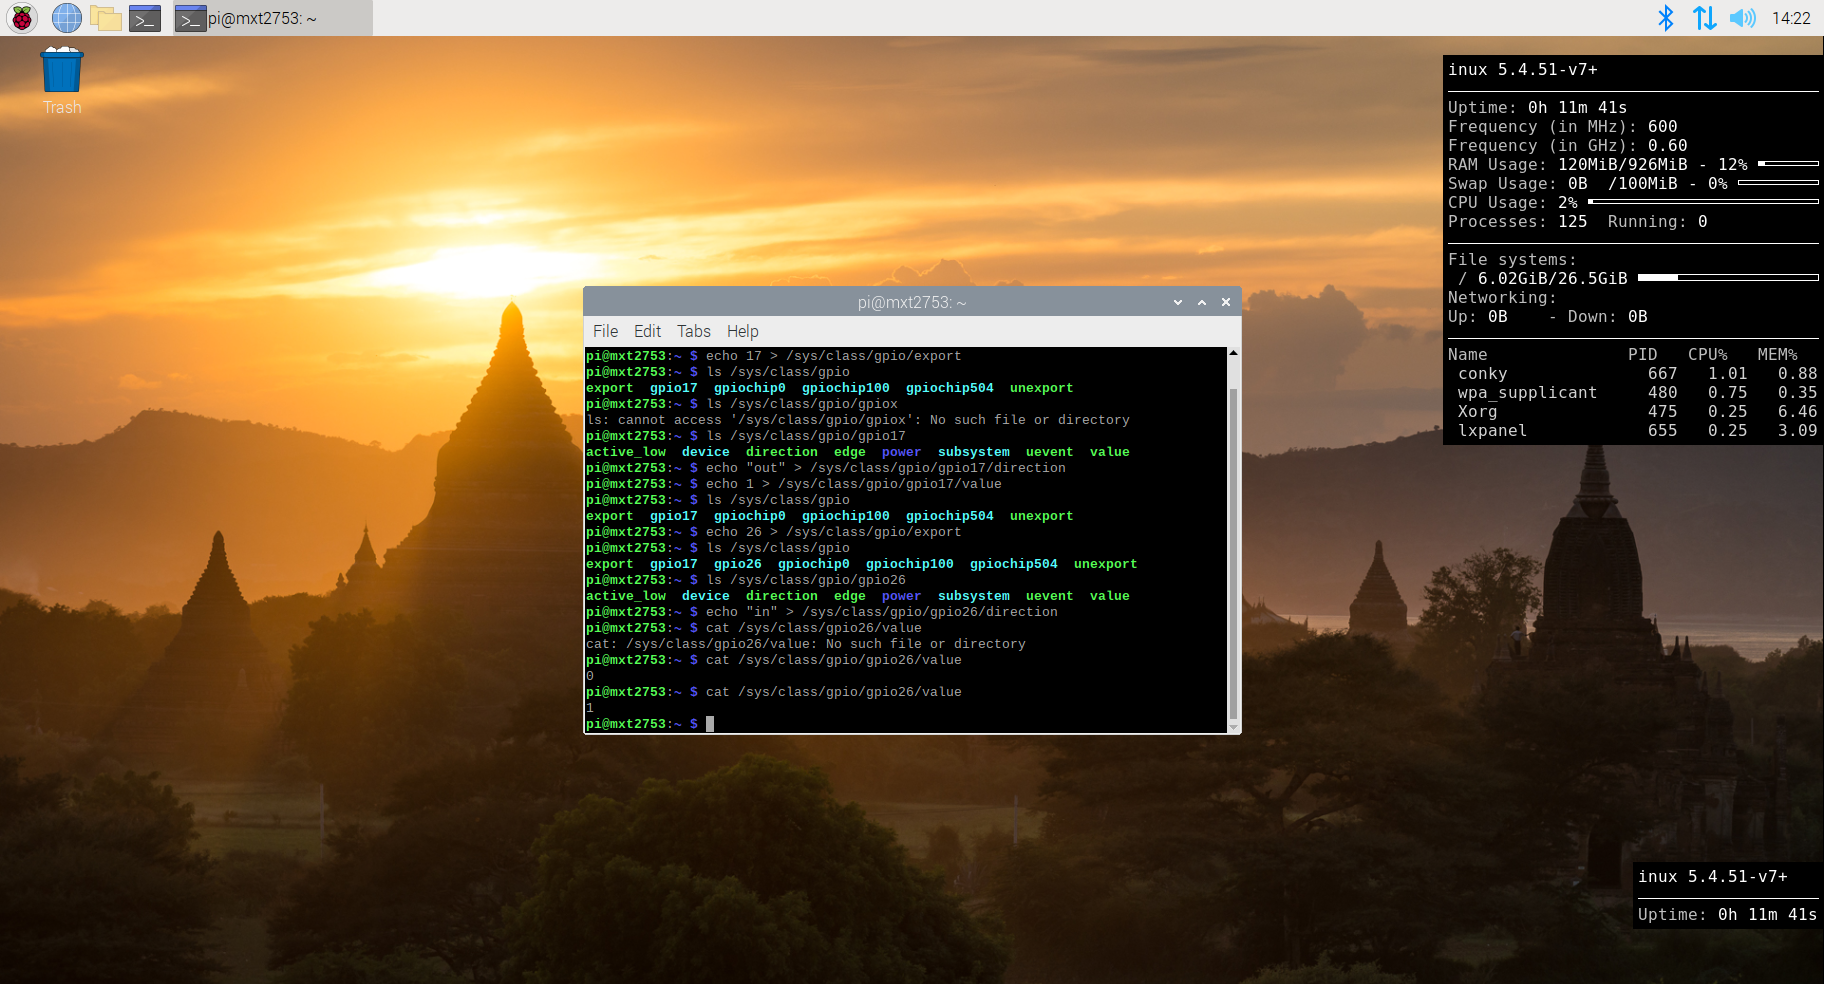 pi@mxt2753: ~
14:22
Trash
inux 5.4.51-v7+
Uptime: 0h 11m 41s
Frequency (in MHz): 600
Frequency (in GHz): 0.60
RAM Usage: 120MiB/926MiB - 12%
Swap Usage: 0B /100MiB - 0%
CPU Usage: 2%
Processes: 125 Running: 0
File systems:
/ 6.02GiB/26.5GiB
Networking:
Up: 0B - Down: 0B
Name PID CPU% MEM%
conky 667 1.01 0.88
wpa_supplicant 480 0.75 0.35
Xorg 475 0.25 6.46
lxpanel 655 0.25 3.09
pi@mxt2753: ~
File Edit Tabs Help
pi@mxt2753:~ $ echo 17 > /sys/class/gpio/export
pi@mxt2753:~ $ ls /sys/class/gpio
export gpio17 gpiochip0 gpiochip100 gpiochip504 unexport
pi@mxt2753:~ $ ls /sys/class/gpio/gpiox
ls: cannot access '/sys/class/gpio/gpiox': No such file or directory
pi@mxt2753:~ $ ls /sys/class/gpio/gpio17
active_low device direction edge power subsystem uevent value
pi@mxt2753:~ $ echo "out" > /sys/class/gpio/gpio17/direction
pi@mxt2753:~ $ echo 1 > /sys/class/gpio/gpio17/value
pi@mxt2753:~ $ ls /sys/class/gpio
export gpio17 gpiochip0 gpiochip100 gpiochip504 unexport
pi@mxt2753:~ $ echo 26 > /sys/class/gpio/export
pi@mxt2753:~ $ ls /sys/class/gpio
export gpio17 gpio26 gpiochip0 gpiochip100 gpiochip504 unexport
pi@mxt2753:~ $ ls /sys/class/gpio/gpio26
active_low device direction edge power subsystem uevent value
pi@mxt2753:~ $ echo "in" > /sys/class/gpio/gpio26/direction
pi@mxt2753:~ $ cat /sys/class/gpio26/value
cat: /sys/class/gpio26/value: No such file or directory
pi@mxt2753:~ $ cat /sys/class/gpio/gpio26/value
0
pi@mxt2753:~ $ cat /sys/class/gpio/gpio26/value
1
pi@mxt2753:~ $
inux 5.4.51-v7+
Uptime: 0h 11m 41s